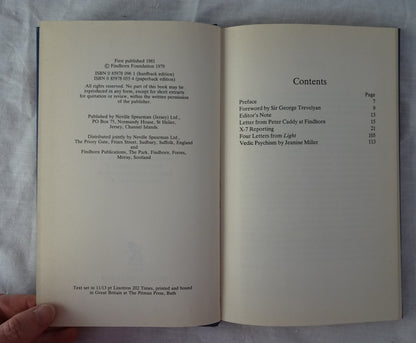 First published 1981
© Findhorn Foundation 1979
ISBN 0 85978 096 1 (hardback edition)
ISBN 0 85978 055 4 (paperback edition)
All rights reserved. No part of this book may be
reproduced in any form, except for short extracts
for quotation or review, without the written permission
of the publisher.
Published by Neville Spearman (Jersey) Ltd.,
PO Box 75, Normandy House, St Helier,
Jersey, Channel Islands.
Distributed jointly by Neville Spearman Ltd.,
The Priory Gate, Friars Street, Sudbury, Suffolk, England
and
Findhorn Publications, The Park, Findhorn, Forres,
Moray, Scotland
Text set in 11/13 pt Linotron 202 Times, printed and bound
in Great Britain at The Pitman Press, Bath
Contents
Page
Preface 7
Foreword by Sir George Trevelyan 9
Editor's Note 13
Letter from Peter Caddy at Findhorn 15
X-7 Reporting 21
Four Letters from Light 105
Vedic Psychism by Jeanine Miller 113